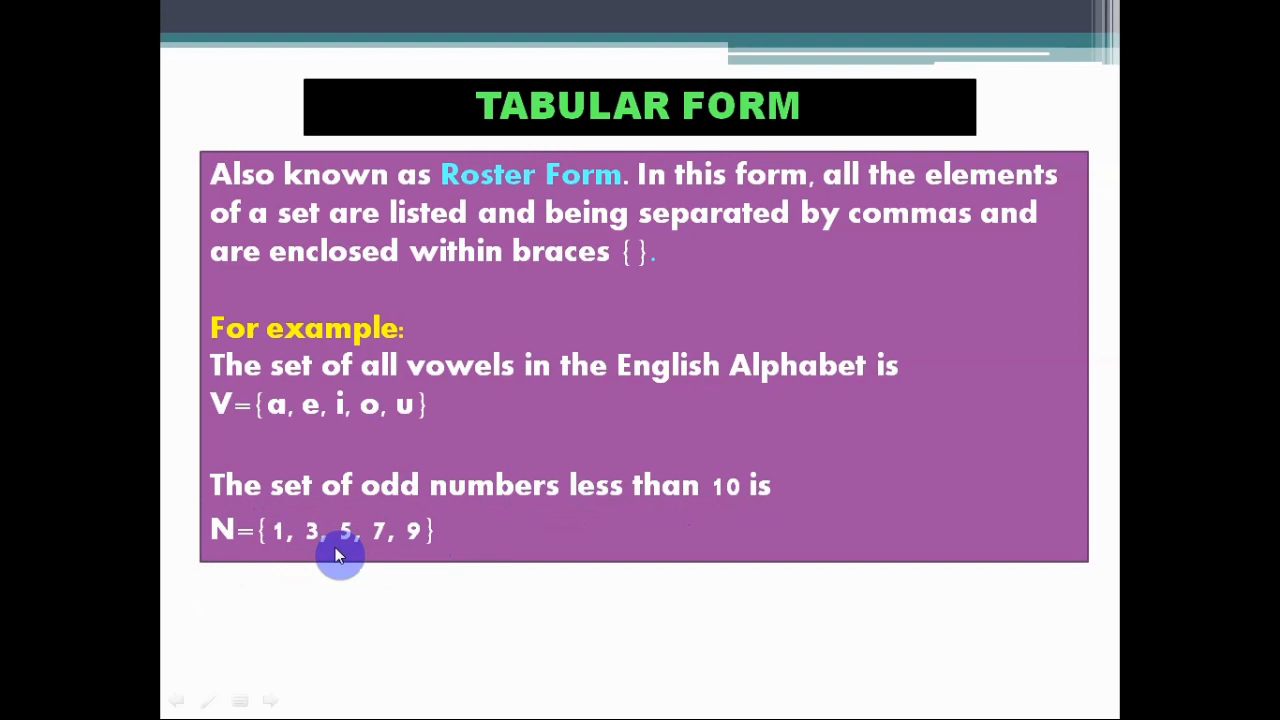 TABULAR FORM
Also known as Roster Form. In this form, all the elements
of a set are listed and being separated by commas and
are enclosed within braces {}.
For example:
The set of all vowels in the English Alphabet is
V={a, e, i, o, u}
The set of odd numbers less than 10 is
N={1, 3, 5, 7, 9}